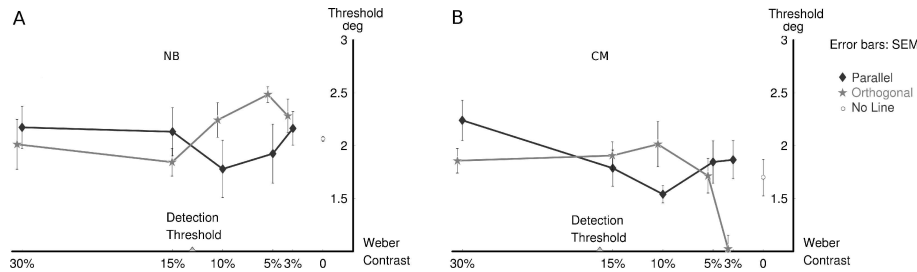 A
Threshold
deg
3
NB
2.5
2
1.5
Detection
Threshold
Weber
Contrast
30%
15%
10%
5%
3%
0
B
Threshold
deg
3
CM
2.5
2
1.5
Detection
Threshold
Weber
Contrast
30%
15%
10%
5%
3%
0
Error bars: SEM
Parallel
Orthogonal
No Line